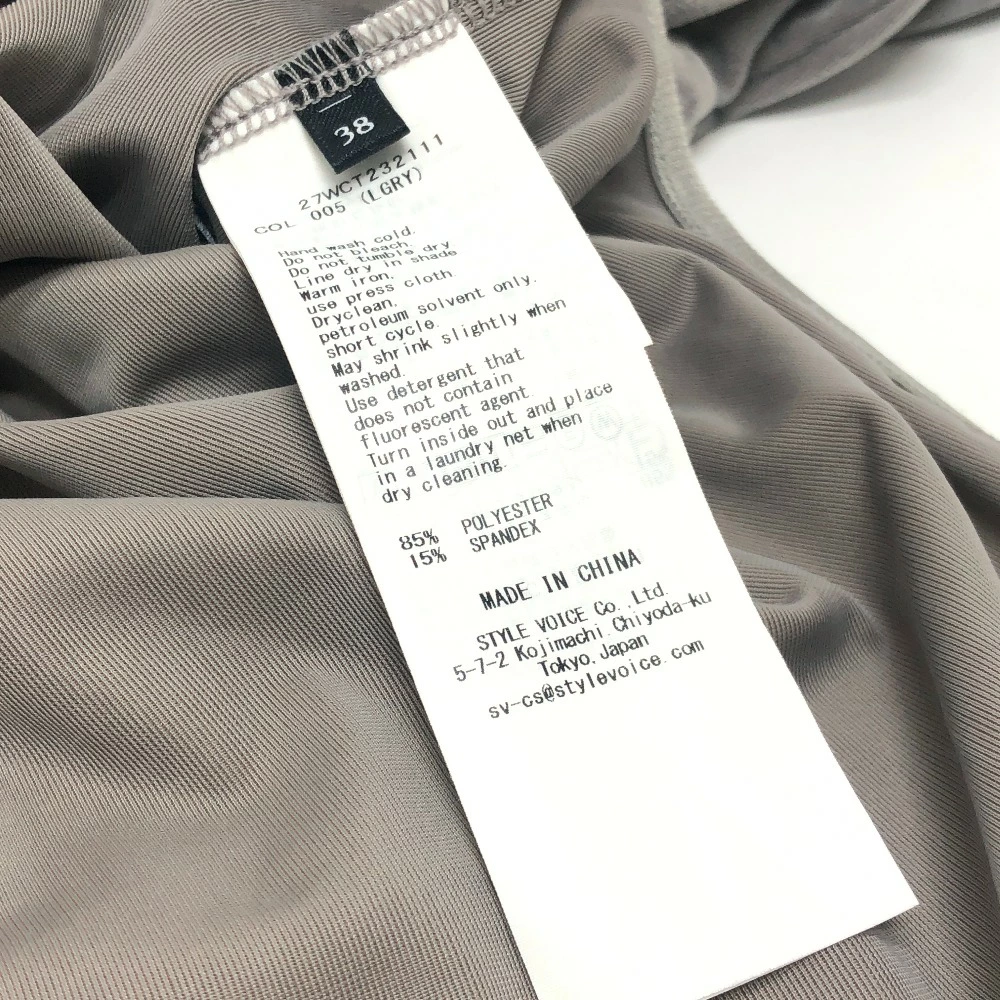 38
27WCT232111
COL 005 (LGRY)
Hand wash cold.
Do not bleach.
Do not tumble dry
Line dry in shade
Warm iron.
use press cloth
Dryclean.
petroleum solvent only.
short cycle.
May shrink slightly when
washed.
Use detergent that
does not contain
fluorescent agent.
Turn inside out and place
in a laundry net when
dry cleaning.
85% POLYESTER
15% SPANDEX
MADE IN CHINA
STYLE VOICE Co.,Ltd.
5-7-2 Kojimachi.Chiyoda-ku
Tokyo.Japan
sv-cs@stylevoice.com